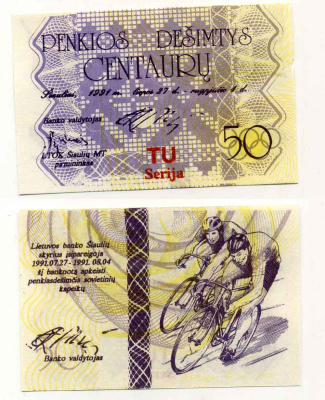 PENKIOS DEŠIMTYS
CENTAURŲ
Šiauliai, 1991 m. liepos 27 d. - rugpjūčio 4 d.
Banko valdytojas
50
LTOK Šiaulių MT
pirmininkas
TU
Serija
Lietuvos banko Šiaulių
skyrius įsipareigoja
1991.07.27 - 1991.08.04
šį banknotą apkeisti
penkiasdešimčia sovietinių
kapeikų
Banko valdytojas